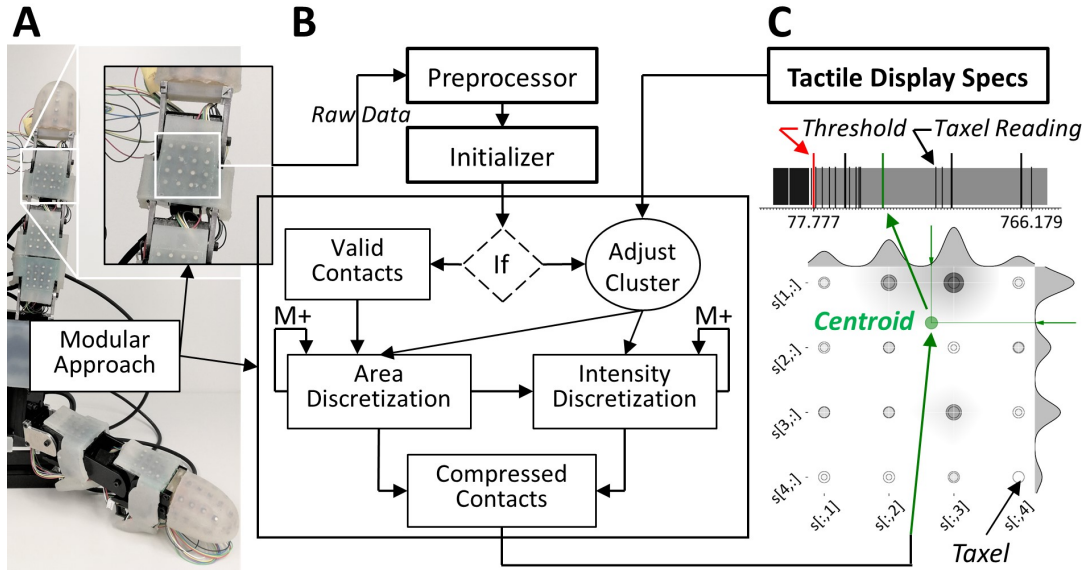 A
B
C
Preprocessor
Tactile Display Specs
Raw Data
Threshold
Taxel Reading
Initializer
77.777
766.179
Valid
Contacts
If
Adjust
Cluster
s[1,:]
Centroid
M+
M+
Modular
Approach
s[2,:]
Area
Discretization
Intensity
Discretization
s[3,:]
Compressed
Contacts
s[4,:]
s[:,1]
s[:,2]
s[:,3]
s[:,4]
Taxel